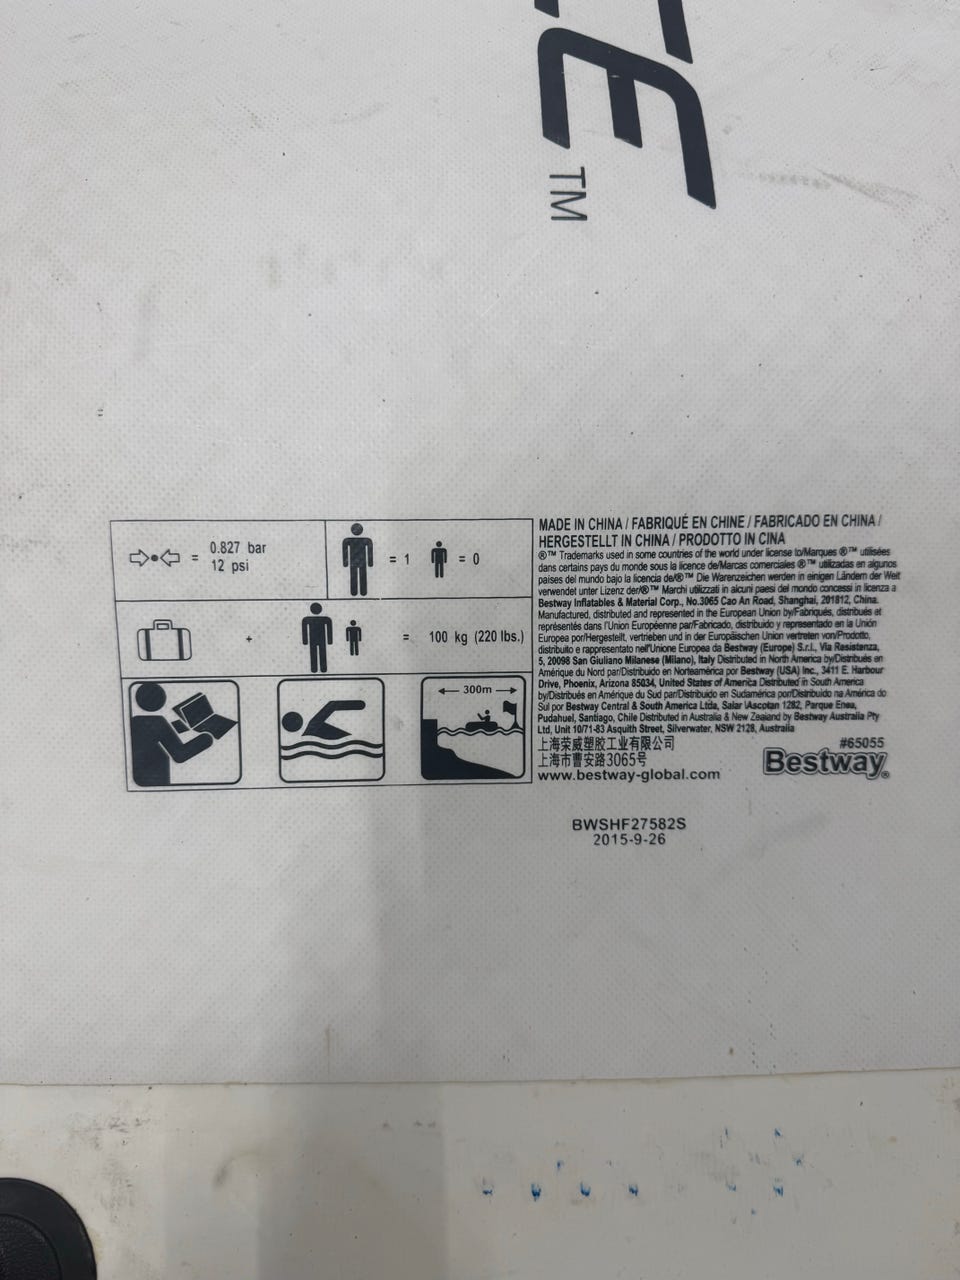 CE
TM
0.827 bar
= 12 psi
= 1
= 0
+
= 100 kg (220 lbs.)
300m
MADE IN CHINA / FABRIQUÉ EN CHINE / FABRICADO EN CHINA /
HERGESTELLT IN CHINA / PRODOTTO IN CINA
®™ Trademarks used in some countries of the world under license to/Marques ®™ utilisées
dans certains pays du monde sous la licence de/Marcas comerciales ®™ utilizadas en algunos
países del mundo bajo la licencia de/®™ Die Warenzeichen werden in einigen Ländern der Welt
verwendet unter Lizenz der/®™ Marchi utilizzati in alcuni paesi del mondo concessi in licenza a
Bestway Inflatables & Material Corp., No.3065 Cao An Road, Shanghai, 201812, China.
Manufactured, distributed and represented in the European Union by/Fabriqués, distribués et
représentés dans l'Union Européenne par/Fabricado, distribuido y representado en la Unión
Europea por/Hergestellt, vertrieben und in der Europäischen Union vertreten von/Prodotto,
distribuito e rappresentato nell'Unione Europea da Bestway (Europe) S.r.l., Via Resistenza,
5, 20098 San Giuliano Milanese (Milano), Italy Distributed in North America by/Distribués en
Amérique du Nord par/Distribuido en Norteamérica por Bestway (USA) Inc., 3411 E. Harbour
Drive, Phoenix, Arizona 85034, United States of America Distributed in South America
by/Distribués en Amérique du Sud par/Distribuido en Sudamérica por/Distribuido na América do
Sul por Bestway Central & South America Ltda, Salar Ascotan 1282, Parque Enea,
Pudahuel, Santiago, Chile Distributed in Australia & New Zealand by Bestway Australia Pty
Ltd, Unit 10/71-83 Asquith Street, Silverwater, NSW 2128, Australia
上海荣威塑胶工业有限公司
上海市曹安路3065号
www.bestway-global.com
#65055
Bestway®
BWSHF27582S
2015-9-26